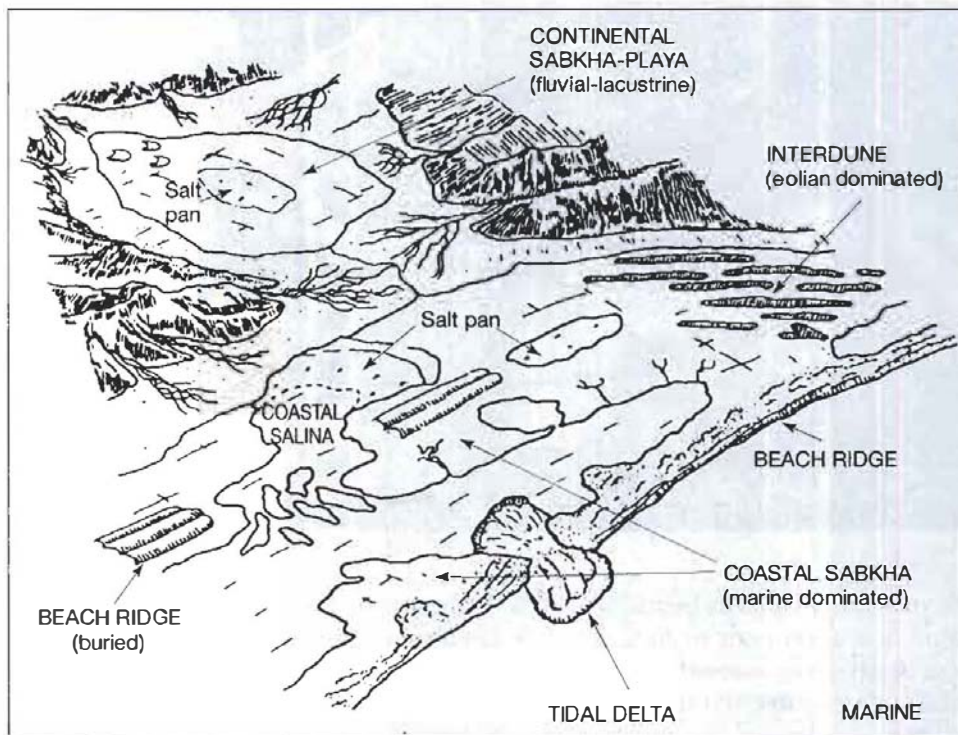 CONTINENTAL
SABKHA-PLAYA
(fluvial-lacustrine)
INTERDUNE
(eolian dominated)
Salt
pan
Salt pan
COASTAL
SALINA
BEACH RIDGE
COASTAL SABKHA
(marine dominated)
BEACH RIDGE
(buried)
TIDAL DELTA
MARINE